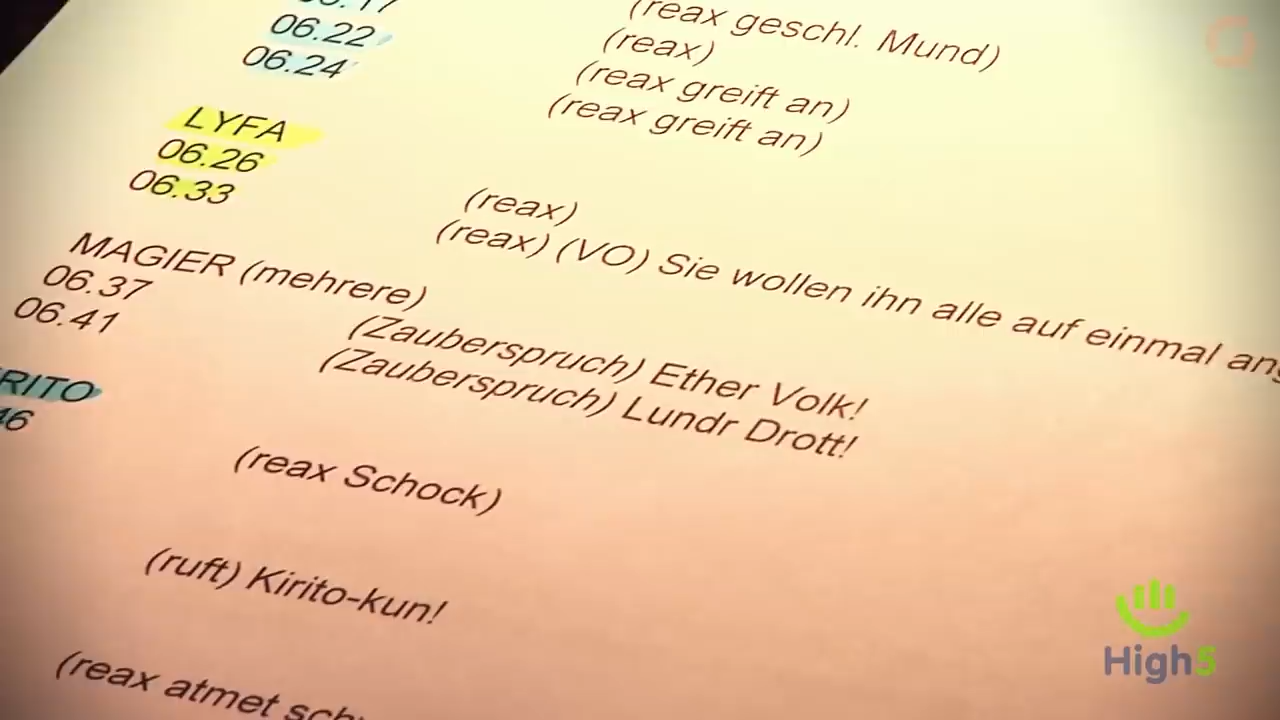 (reax geschl. Mund)
06.22 (reax)
06.24 (reax greift an)
(reax greift an)
LYFA
06.26 (reax)
06.33 (reax) (VO) Sie wollen ihn alle auf einmal
MAGIER (mehrere)
06.37 (Zauberspruch) Ether Volk!
06.41 (Zauberspruch) Lundr Drott!
RITO
46 (reax Schock)
(ruft) Kirito-kun!
(reax atmet
High5